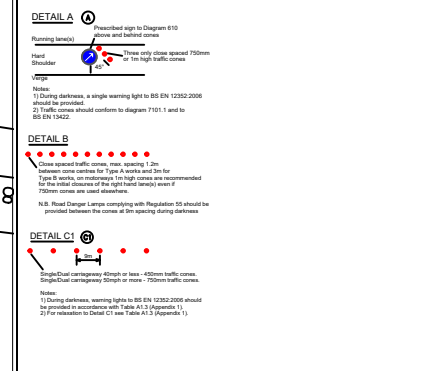 DETAIL A A
Prescribed sign to Diagram 610
above and behind cones
Running lane(s)
Hard
Shoulder
Three only close spaced 750mm
or 1m high traffic cones
45°
Verge
Notes:
1) During darkness, a single warning light to BS EN 12352:2006
should be provided.
2) Traffic cones should conform to diagram 7101.1 and to
BS EN 13422.
DETAIL B
Close spaced traffic cones, max. spacing 1.2m
between cone centres for Type A works and 3m for
Type B works, on motorways 1m high cones are recommended
for the initial closures of the right hand lane(s) even if
750mm cones are used elsewhere.
N.B. Road Danger Lamps complying with Regulation 55 should be
provided between the cones at 9m spacing during darkness
DETAIL C1 C1
9m
Single/Dual carriageway 40mph or less - 450mm traffic cones.
Single/Dual carriageway 50mph or more - 750mm traffic cones.
Notes:
1) During darkness, warning lights to BS EN 12352:2006 should
be provided in accordance with Table A1.3 (Appendix 1).
2) For relaxation to Detail C1 see Table A1.3 (Appendix 1).